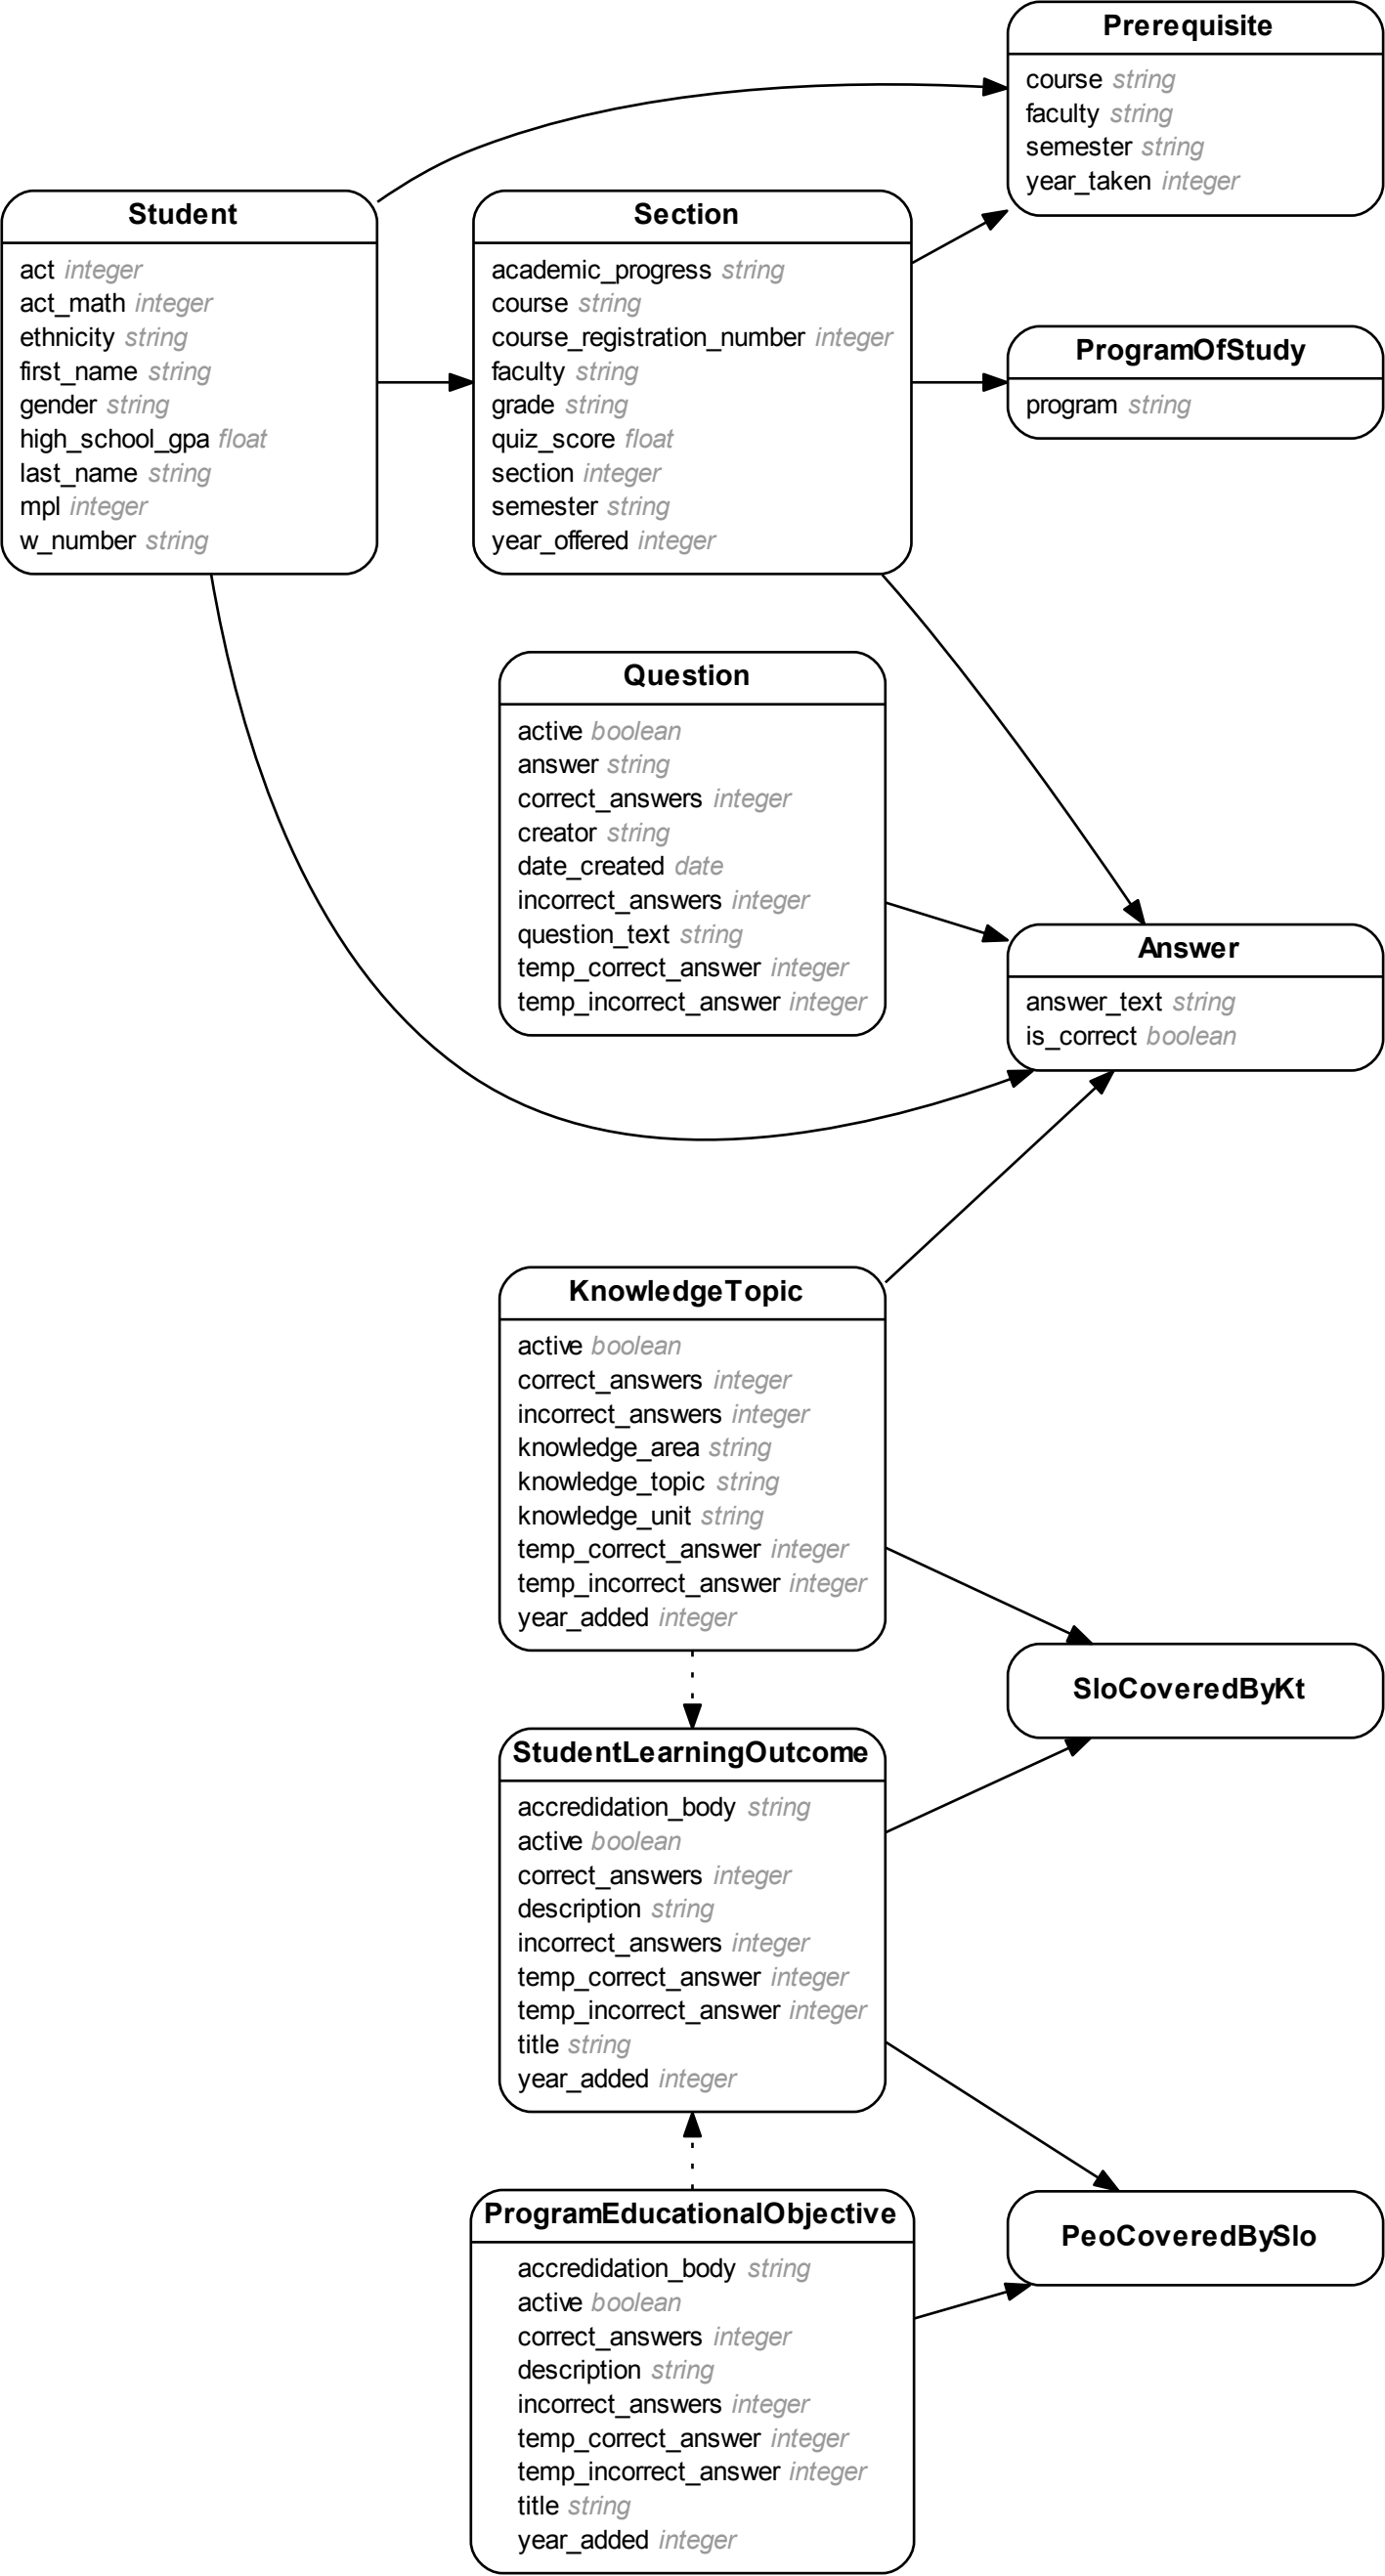 Prerequisite
course string
faculty string
semester string
year_taken integer
Student
act integer
act_math integer
ethnicity string
first_name string
gender string
high_school_gpa float
last_name string
mpl integer
w_number string
Section
academic_progress string
course string
course_registration_number integer
faculty string
grade string
quiz_score float
section integer
semester string
year_offered integer
ProgramOfStudy
program string
Question
active boolean
answer string
correct_answers integer
creator string
date_created date
incorrect_answers integer
question_text string
temp_correct_answer integer
temp_incorrect_answer integer
Answer
answer_text string
is_correct boolean
KnowledgeTopic
active boolean
correct_answers integer
incorrect_answers integer
knowledge_area string
knowledge_topic string
knowledge_unit string
temp_correct_answer integer
temp_incorrect_answer integer
year_added integer
SloCoveredByKt
StudentLearningOutcome
accredidation_body string
active boolean
correct_answers integer
description string
incorrect_answers integer
temp_correct_answer integer
temp_incorrect_answer integer
title string
year_added integer
PeoCoveredBySlo
ProgramEducationalObjective
accredidation_body string
active boolean
correct_answers integer
description string
incorrect_answers integer
temp_correct_answer integer
temp_incorrect_answer integer
title string
year_added integer